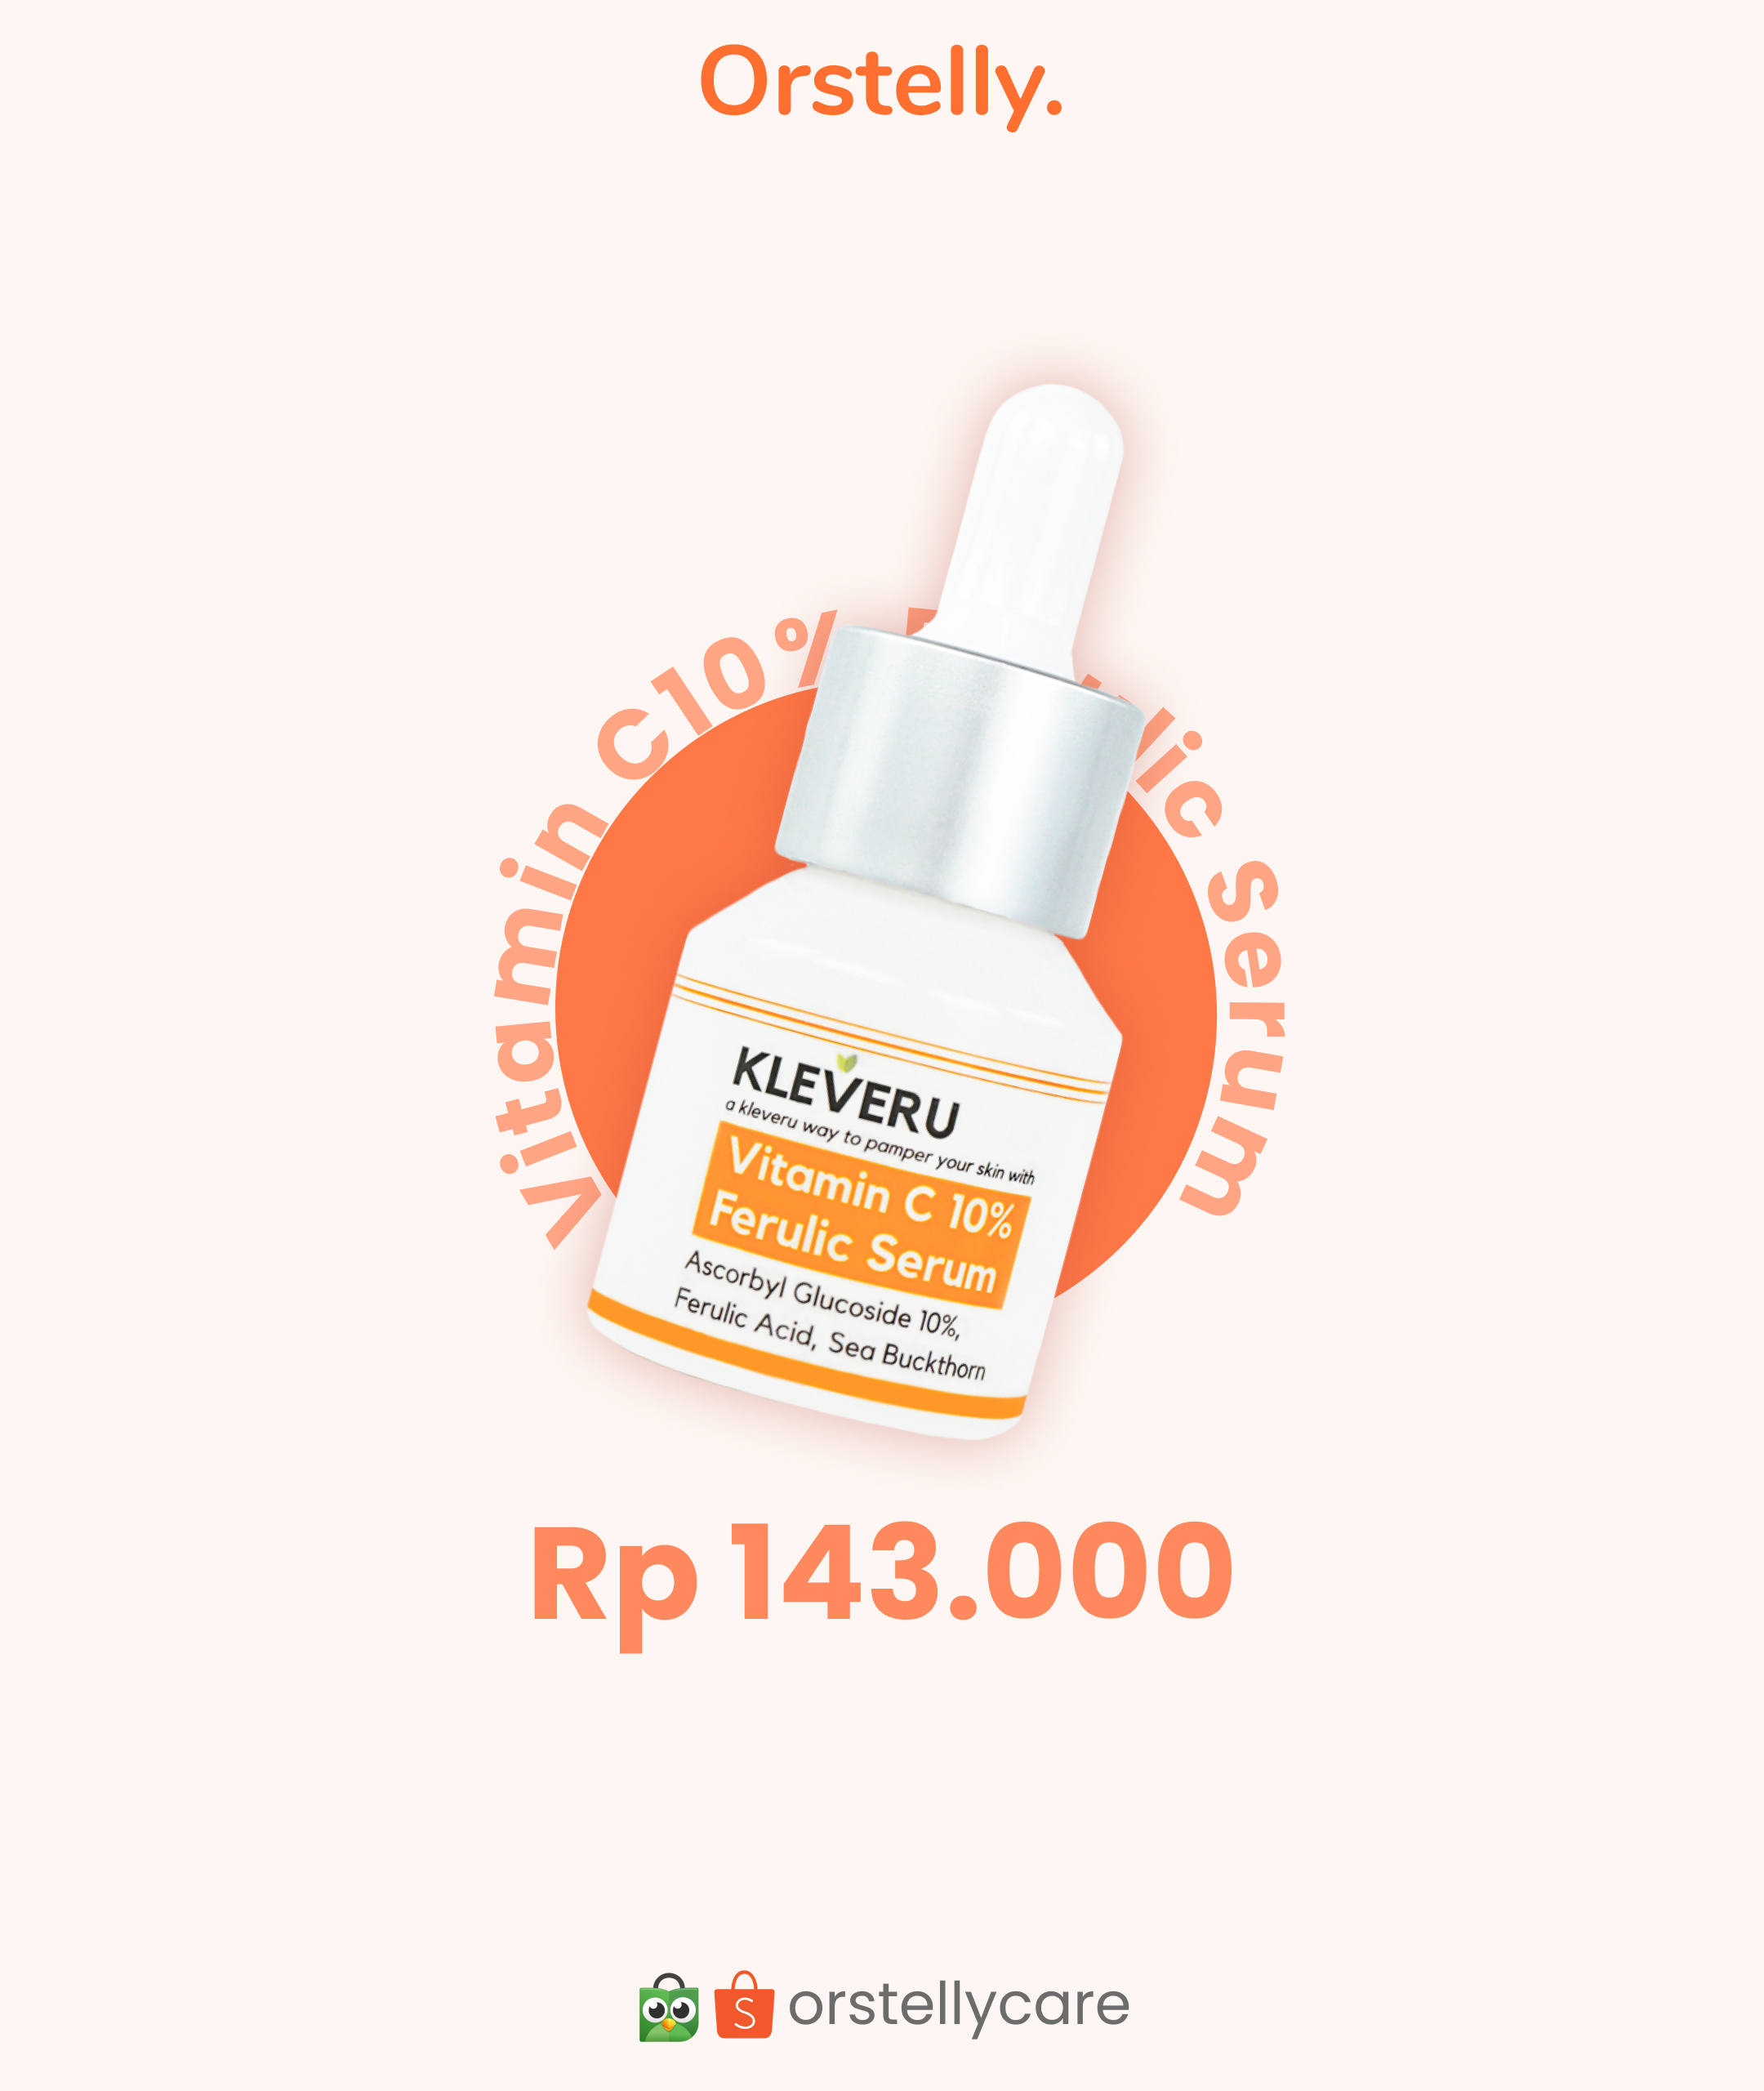 Orstelly.
Vitamin C10% lic serum
KLEVERU
a kleveru way to pamper your skin with
Vitamin C 10%
Ferulic Serum
Ascorbyl Glucoside 10%,
Ferulic Acid, Sea Buckthorn
Rp 143.000
orstellycare